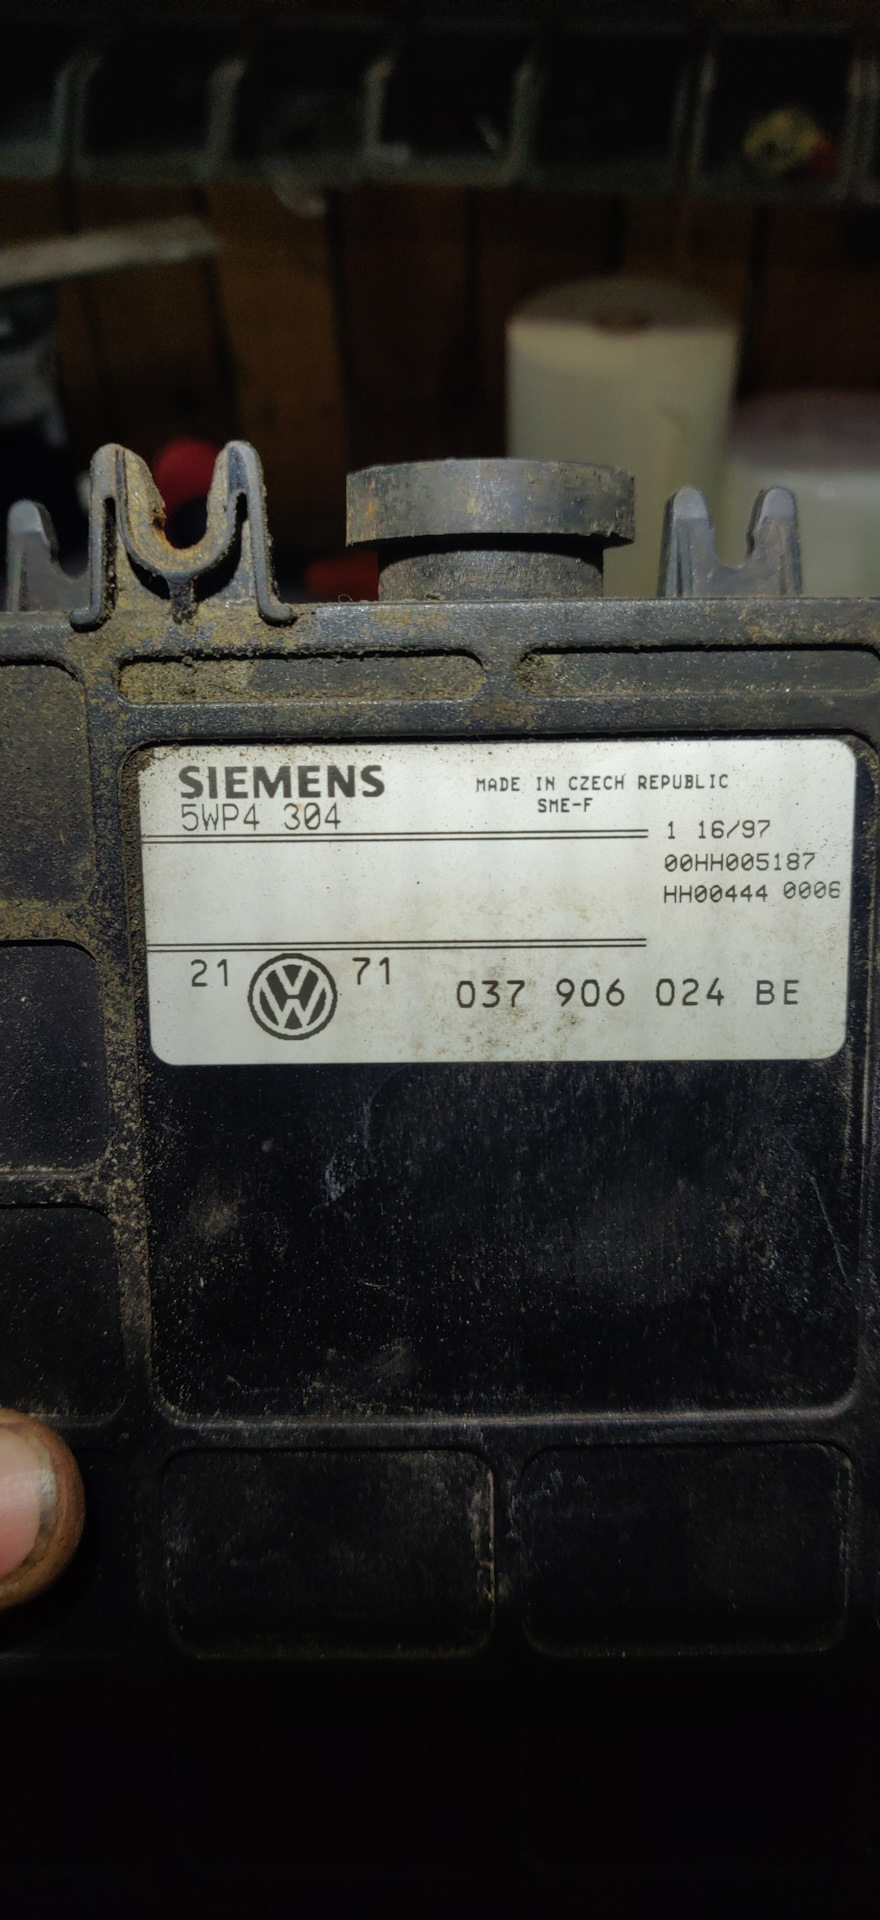 SIEMENS
5WP4 304
MADE IN CZECH REPUBLIC
SME-F
1 16/97
00HH005187
HH00444 0006
21 VW 71
037 906 024 BE